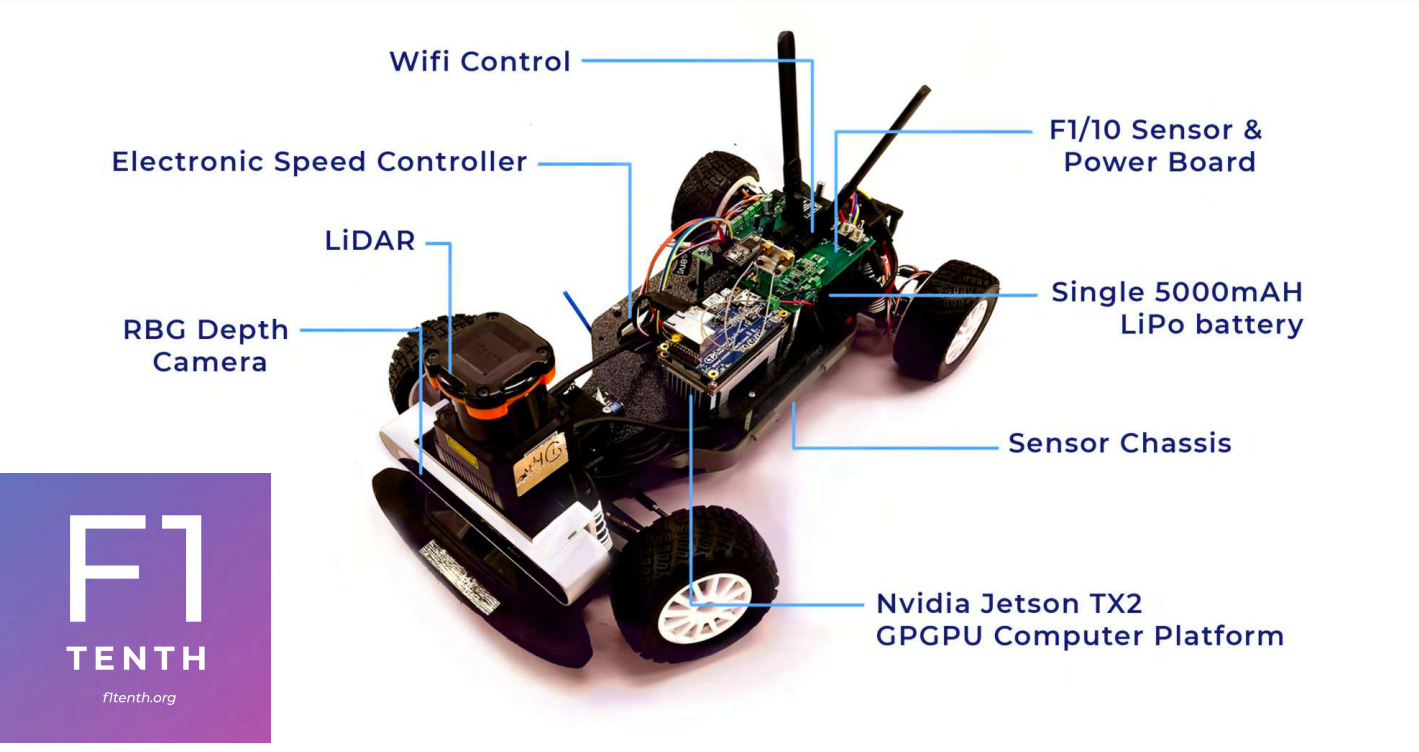 Wifi Control
F1/10 Sensor &
Power Board
Electronic Speed Controller
LiDAR
Single 5000mAH
LiPo battery
RBG Depth
Camera
Sensor Chassis
Nvidia Jetson TX2
GPGPU Computer Platform
F1
TENTH
f1tenth.org